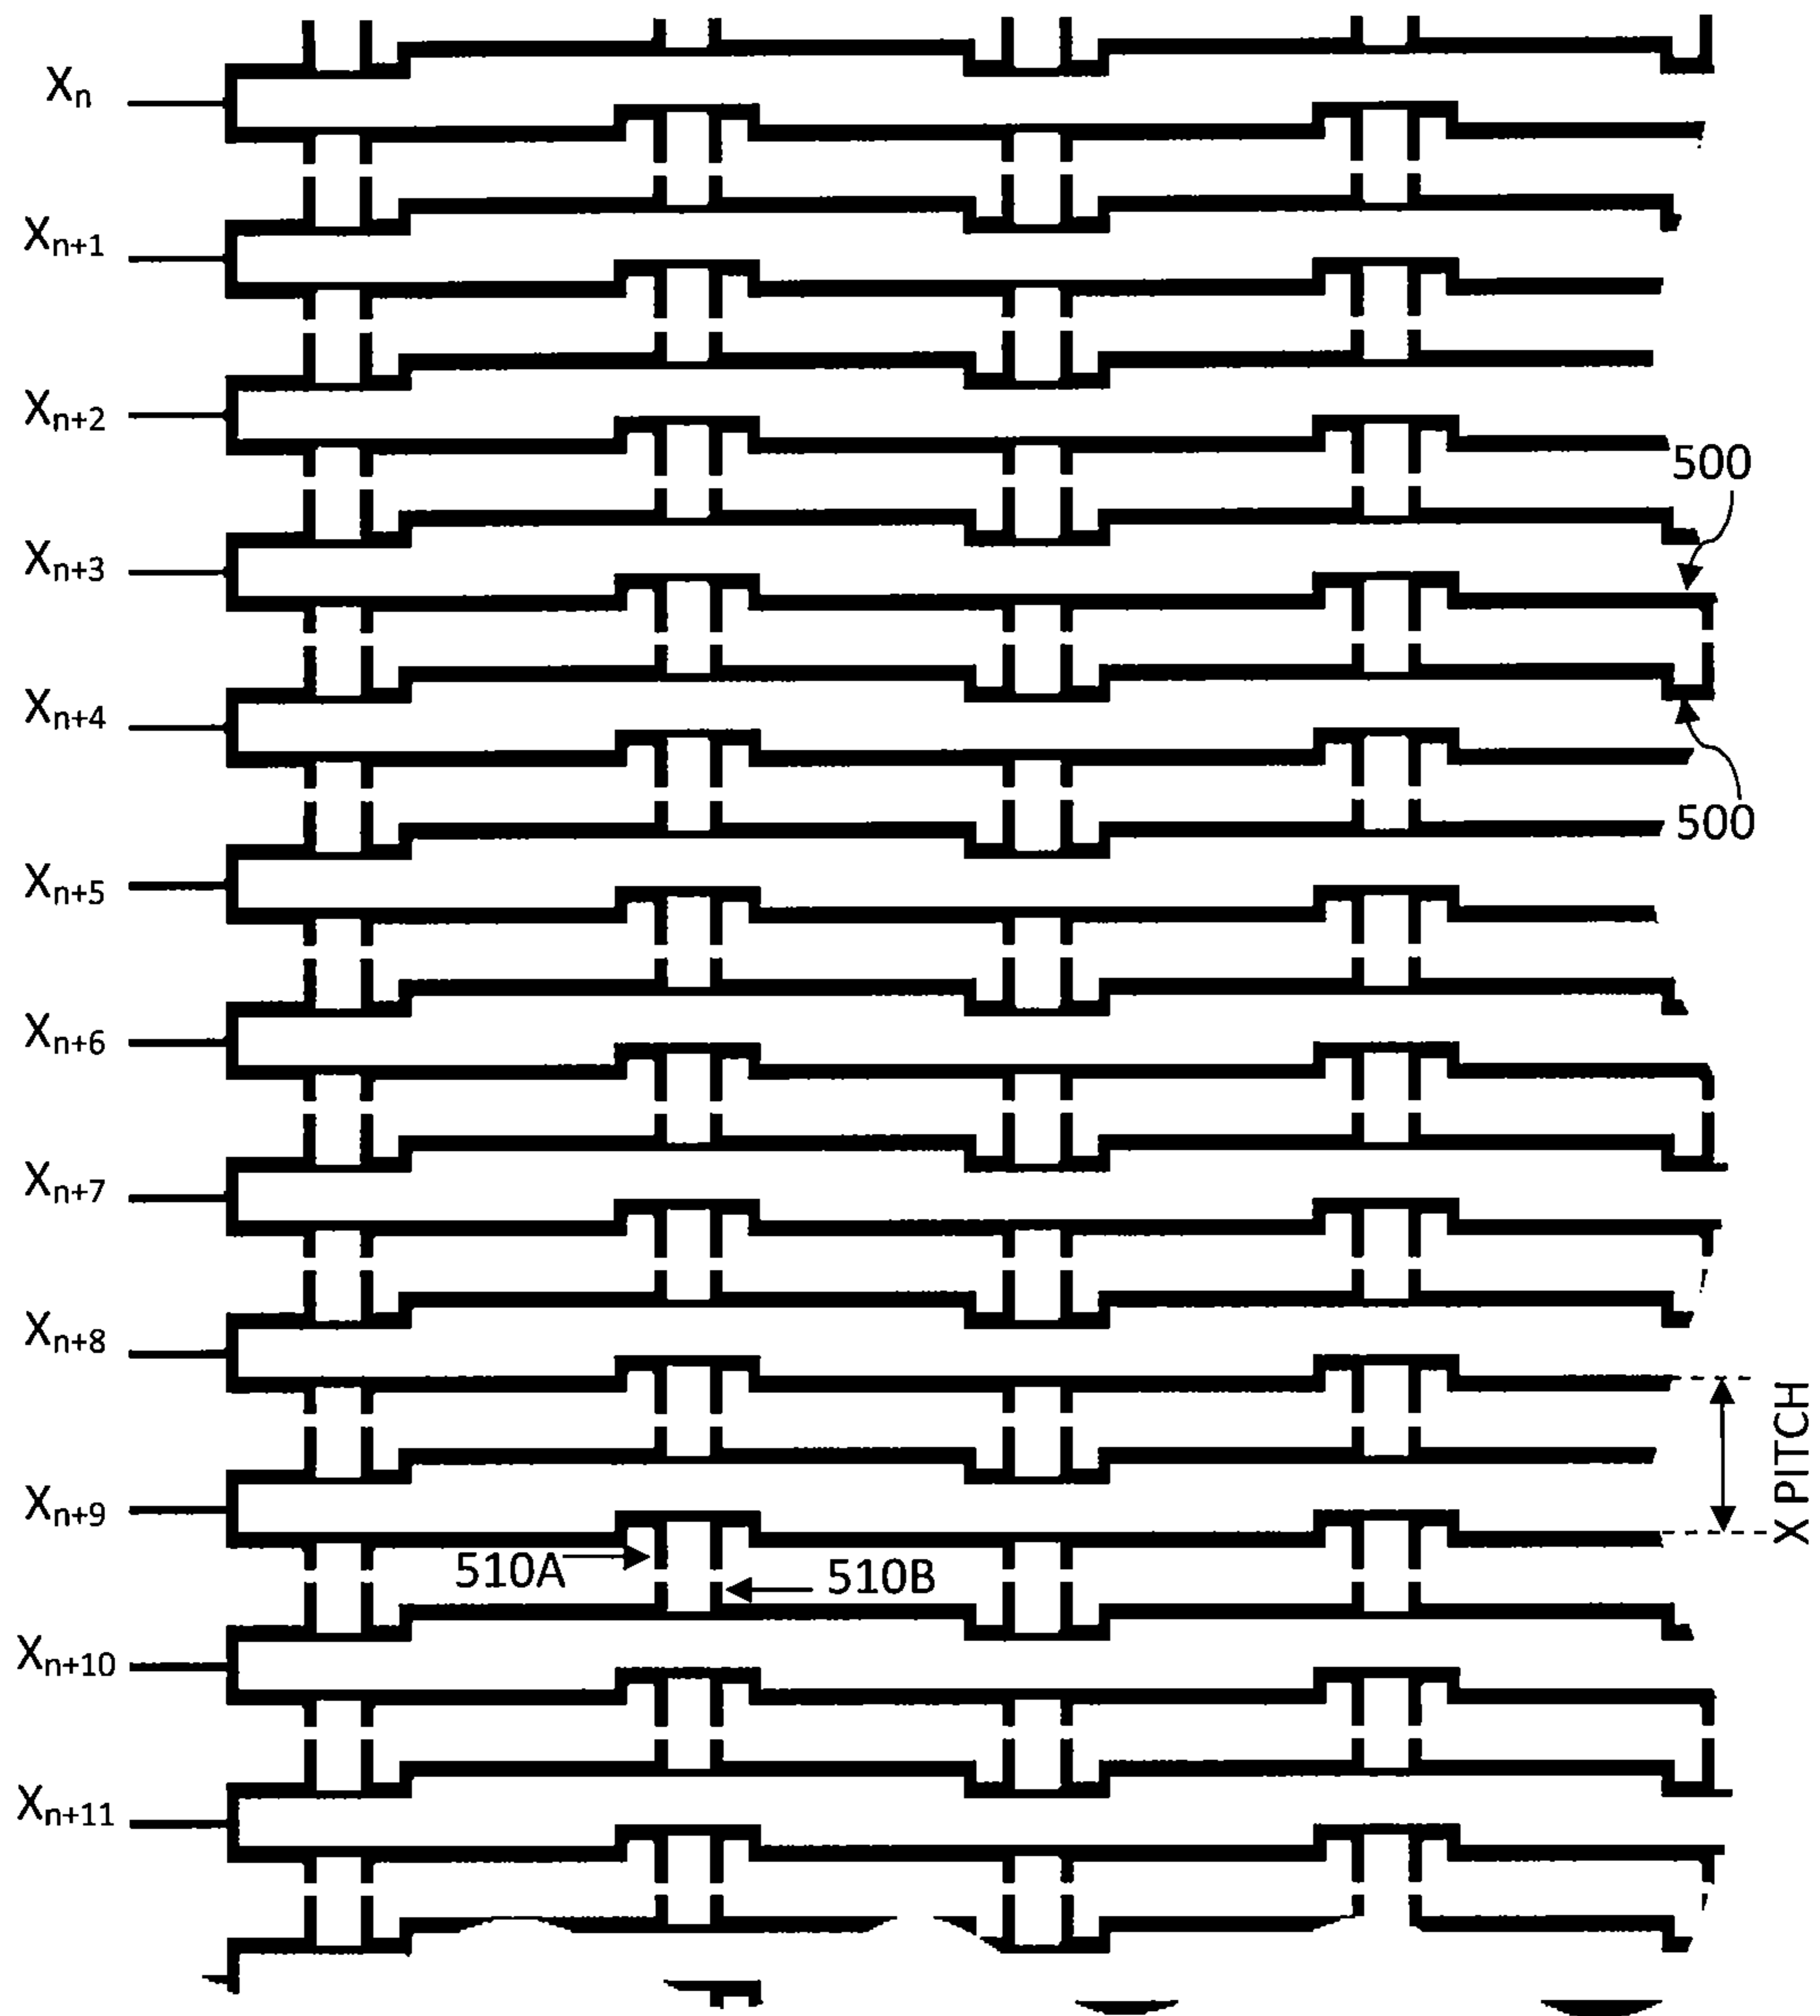 Xn
Xn+1
Xn+2
500
Xn+3
Xn+4
500
Xn+5
Xn+6
Xn+7
Xn+8
X PITCH
Xn+9
510A
510B
Xn+10
Xn+11